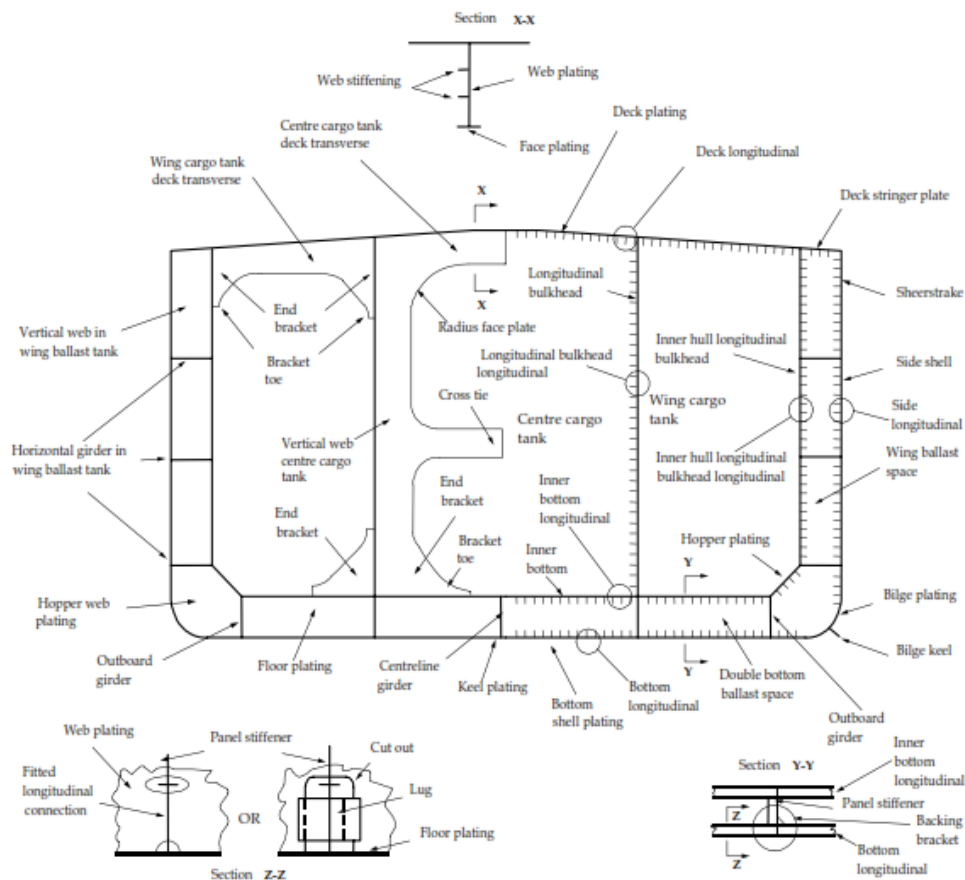 Section X-X
Web stiffening
Web plating
Face plating
Centre cargo tank
deck transverse
Deck plating
Wing cargo tank
deck transverse
Deck longitudinal
X
Deck stringer plate
X
End
bracket
Longitudinal
bulkhead
Sheerstrake
Vertical web in
wing ballast tank
Radius face plate
Bracket
toe
Longitudinal bulkhead
longitudinal
Inner hull longitudinal
bulkhead
Side shell
Cross tie
Wing cargo
tank
Centre cargo
tank
Side
longitudinal
Horizontal girder in
wing ballast tank
Vertical web
centre cargo
tank
Inner hull longitudinal
bulkhead longitudinal
Wing ballast
space
End
bracket
Inner
bottom
longitudinal
End
bracket
Hopper plating
Bracket
toe
Inner
bottom
Y
Hopper web
plating
Bilge plating
Outboard
girder
Floor plating
Centreline
girder
Keel plating
Bottom
shell plating
Bottom
longitudinal
Y
Double bottom
ballast space
Bilge keel
Outboard
girder
Web plating
Panel stiffener
Cut out
Fitted
longitudinal
connection
OR
Lug
Floor plating
Section Z-Z
Section Y-Y
Inner
bottom
longitudinal
Panel stiffener
Z
Backing
bracket
Z
Bottom
longitudinal